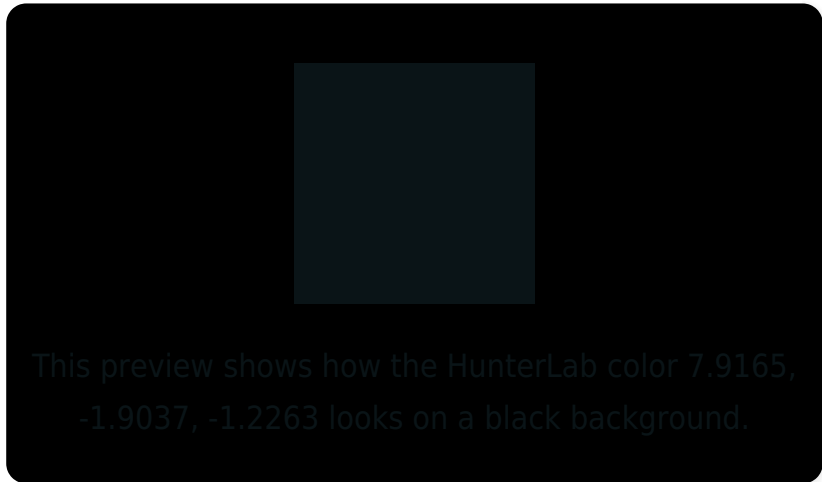 This preview shows how the HunterLab color 7.9165,
-1.9037, -1.2263 looks on a black background.